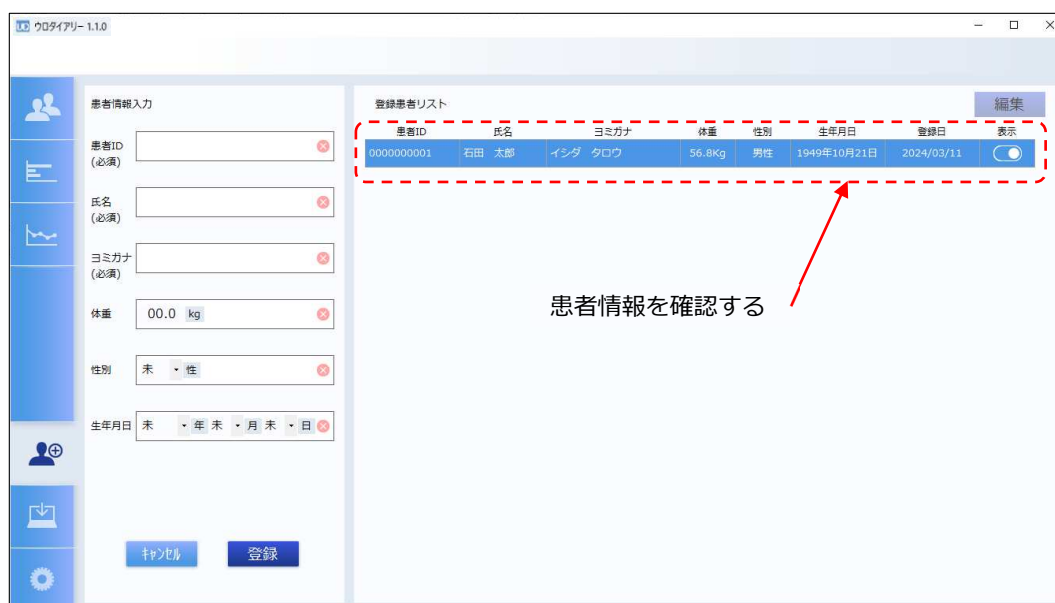 ウロダイアリー 1.1.0
患者情報入力
患者ID
(必須)
氏名
(必須)
ヨミガナ
(必須)
体重 00.0 kg
性別 未 性
生年月日 未 年 未 月 未 日
キャンセル 登録
登録患者リスト 編集
患者ID 氏名 ヨミガナ 体重 性別 生年月日 登録日 表示
0000000001 石田 太郎 イシダ タロウ 56.8Kg 男性 1949年10月21日 2024/03/11
患者情報を確認する